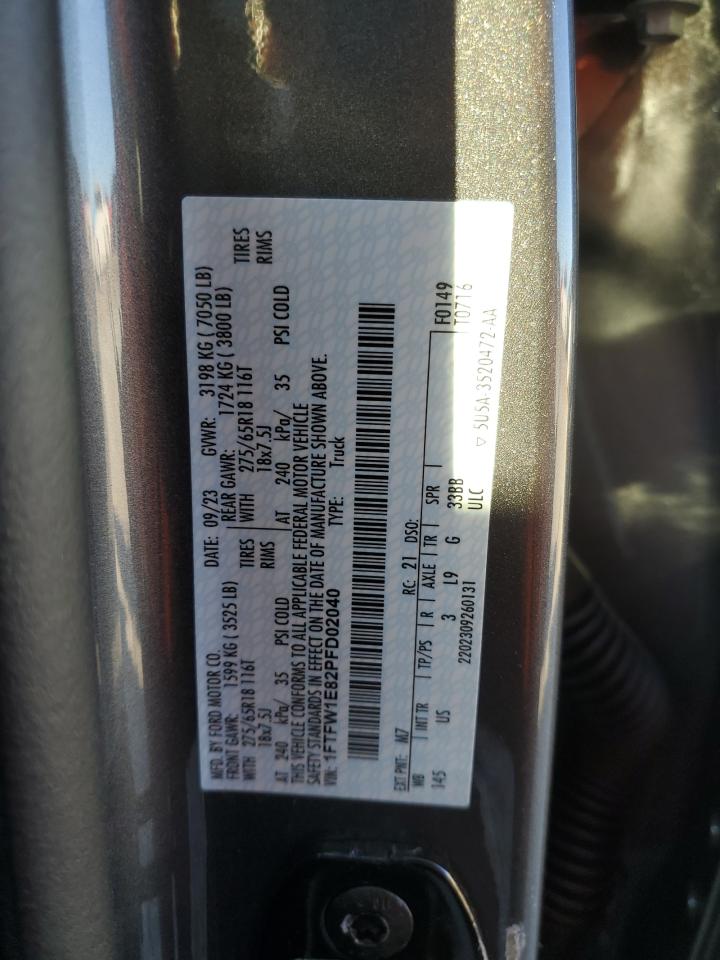 MFD. BY FORD MOTOR CO. DATE: 09/23 GVWR: 3198 KG ( 7050 LB)
FRONT GAWR: 1599 KG ( 3525 LB) REAR GAWR: 1724 KG ( 3800 LB)
WITH 275/65R18 116T TIRES WITH 275/65R18 116T TIRES
18x7.5J RIMS 18x7.5J RIMS
AT 240 kPa/ 35 PSI COLD AT 240 kPa/ 35 PSI COLD
THIS VEHICLE CONFORMS TO ALL APPLICABLE FEDERAL MOTOR VEHICLE
SAFETY STANDARDS IN EFFECT ON THE DATE OF MANUFACTURE SHOWN ABOVE.
VIN: 1FTFW1E82PFD02040 TYPE: Truck
EXT PNT: M7 RC: 21 DSO: F0149
WB INT TR TP/PS R AXLE TR SPR T0716
145 US 3 L9 G 33BB
ULC
2202309260131 ▽ 5U5A-3520472-AA